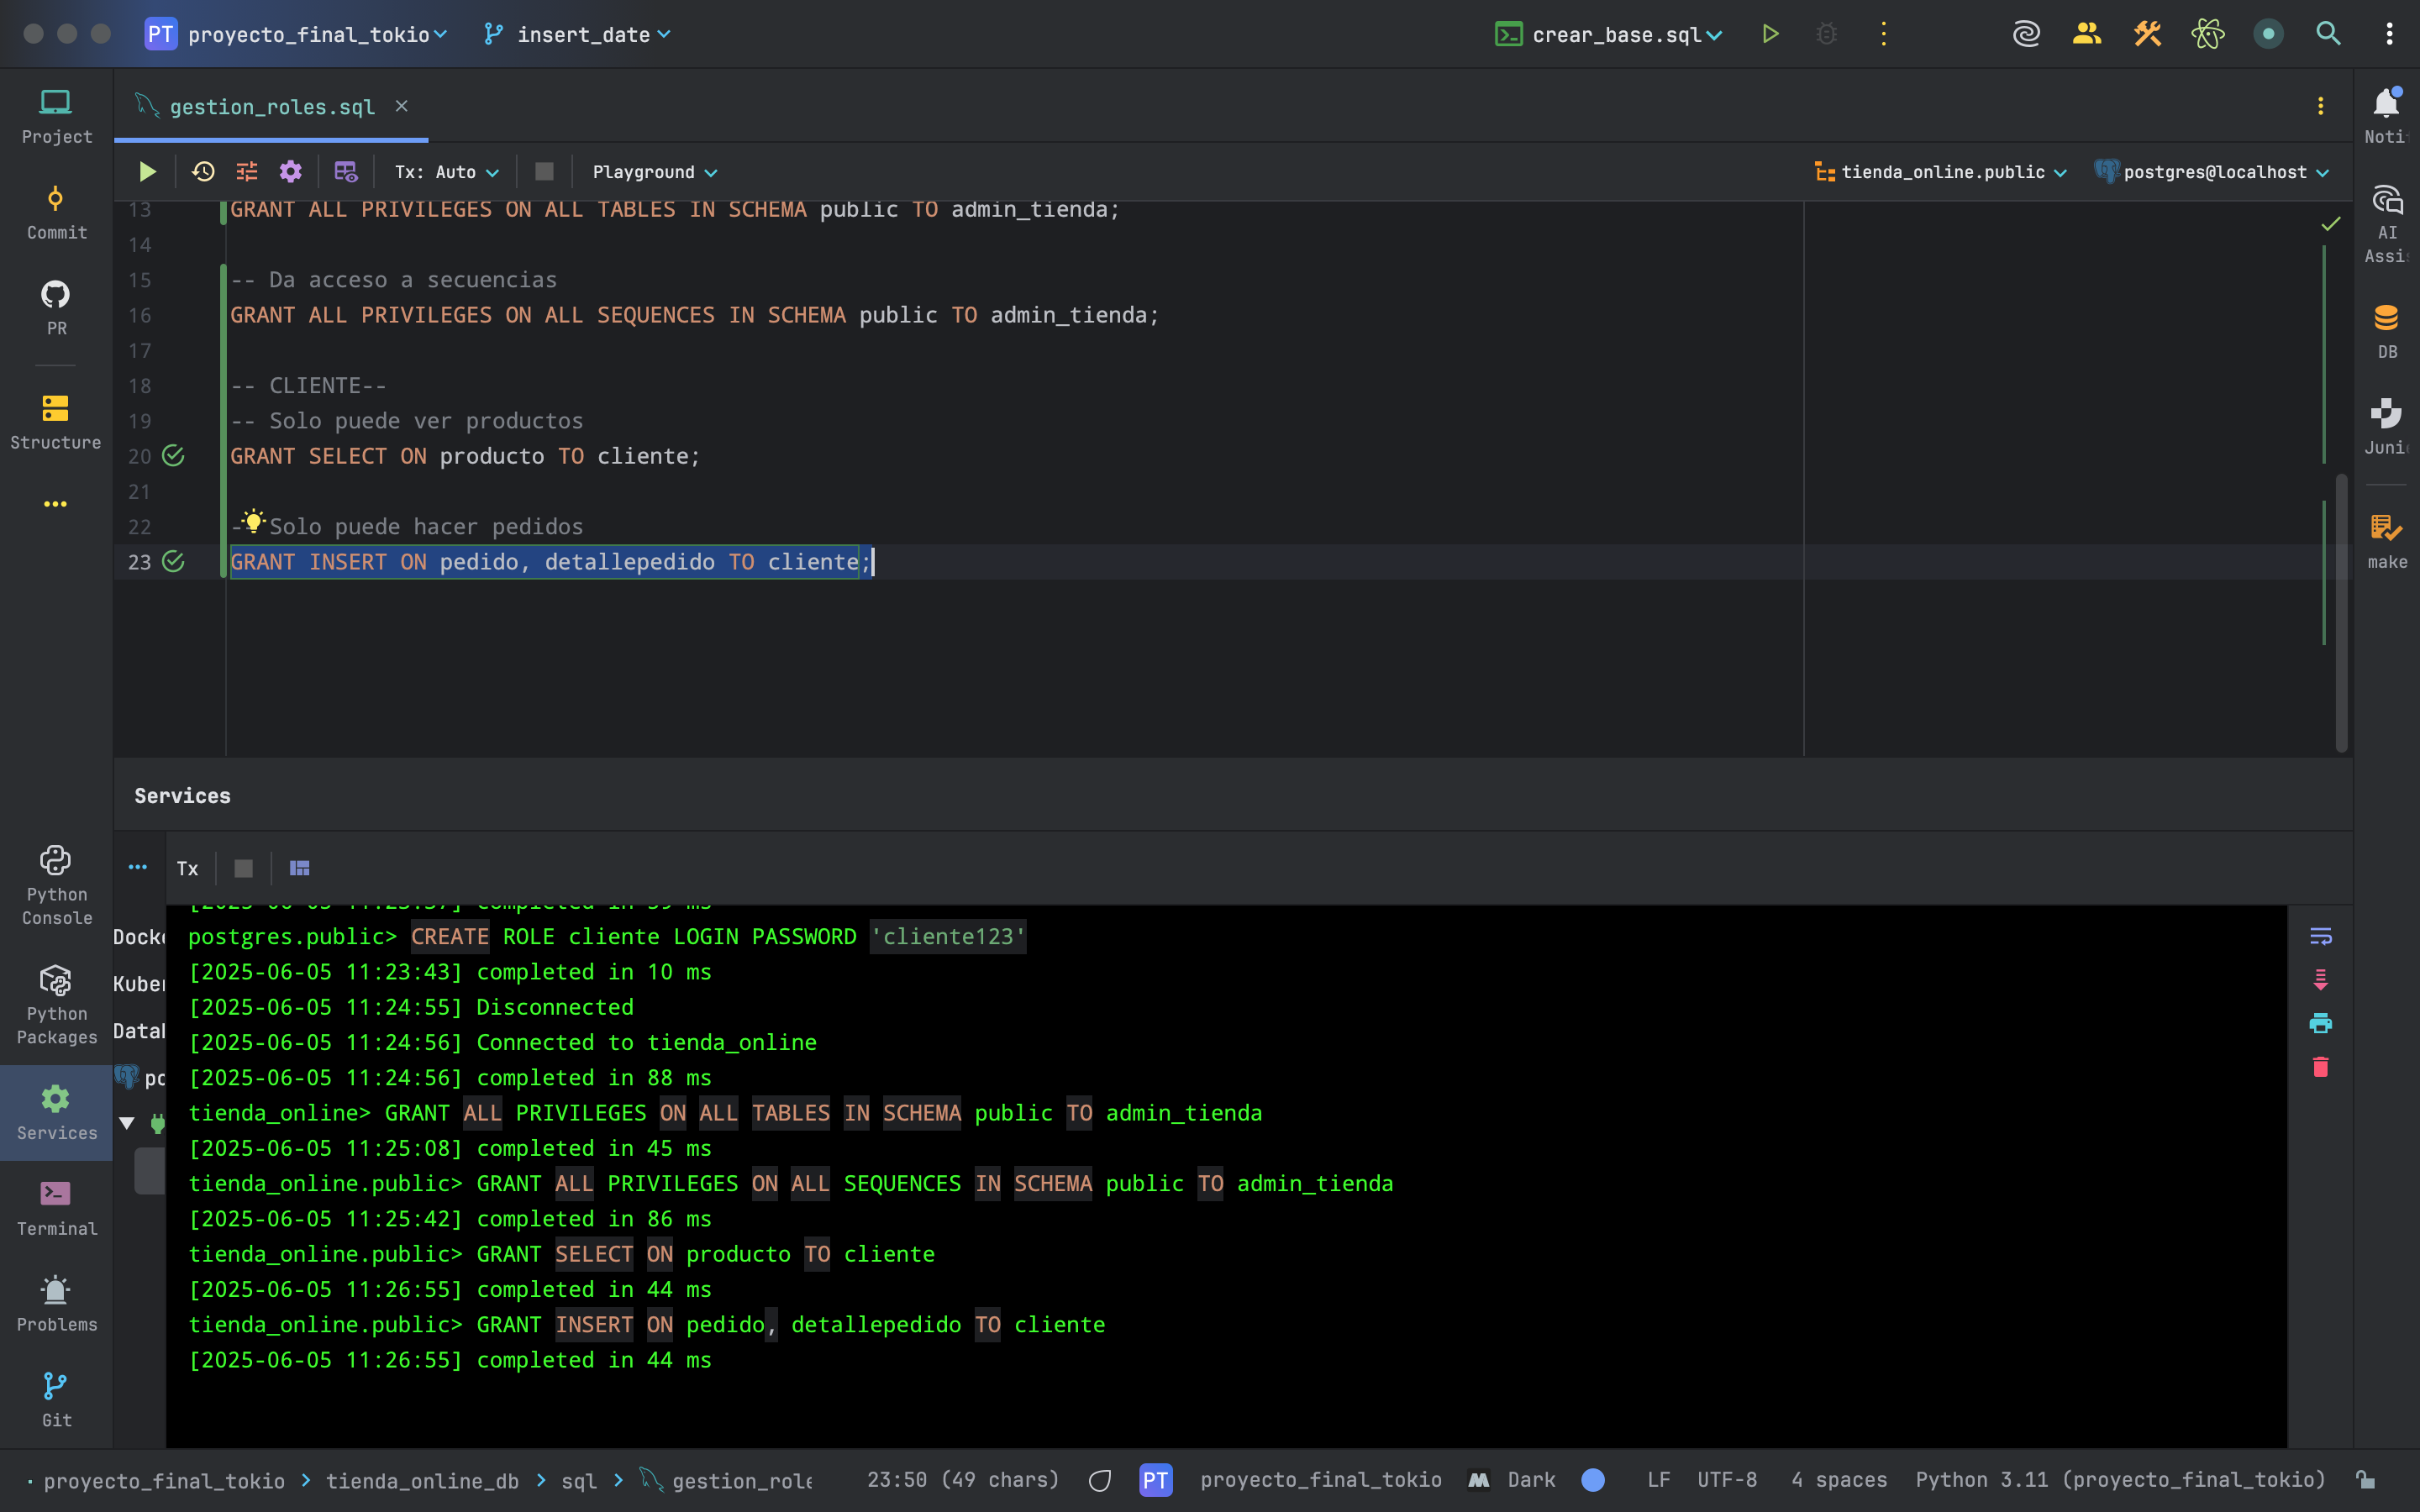 PT proyecto_final_tokio insert_date crear_base.sql
gestion_roles.sql
Tx: Auto Playground tienda_online.public postgres@localhost
Project
Commit
PR
Structure
Python
Console
Python
Packages
Services
Terminal
Problems
Git
13 GRANT ALL PRIVILEGES ON ALL TABLES IN SCHEMA public TO admin_tienda;
14
15 -- Da acceso a secuencias
16 GRANT ALL PRIVILEGES ON ALL SEQUENCES IN SCHEMA public TO admin_tienda;
17
18 -- CLIENTE--
19 -- Solo puede ver productos
20 GRANT SELECT ON producto TO cliente;
21
22 -- Solo puede hacer pedidos
23 GRANT INSERT ON pedido, detallepedido TO cliente;
Noti
AI
Assi
DB
Juni
make
Services
Tx
Docke
Kuber
Datab
po
postgres.public> CREATE ROLE cliente LOGIN PASSWORD 'cliente123'
[2025-06-05 11:23:43] completed in 10 ms
[2025-06-05 11:24:55] Disconnected
[2025-06-05 11:24:56] Connected to tienda_online
[2025-06-05 11:24:56] completed in 88 ms
tienda_online> GRANT ALL PRIVILEGES ON ALL TABLES IN SCHEMA public TO admin_tienda
[2025-06-05 11:25:08] completed in 45 ms
tienda_online.public> GRANT ALL PRIVILEGES ON ALL SEQUENCES IN SCHEMA public TO admin_tienda
[2025-06-05 11:25:42] completed in 86 ms
tienda_online.public> GRANT SELECT ON producto TO cliente
[2025-06-05 11:26:55] completed in 44 ms
tienda_online.public> GRANT INSERT ON pedido, detallepedido TO cliente
[2025-06-05 11:26:55] completed in 44 ms
proyecto_final_tokio > tienda_online_db > sql > gestion_role 23:50 (49 chars) PT proyecto_final_tokio M Dark LF UTF-8 4 spaces Python 3.11 (proyecto_final_tokio)